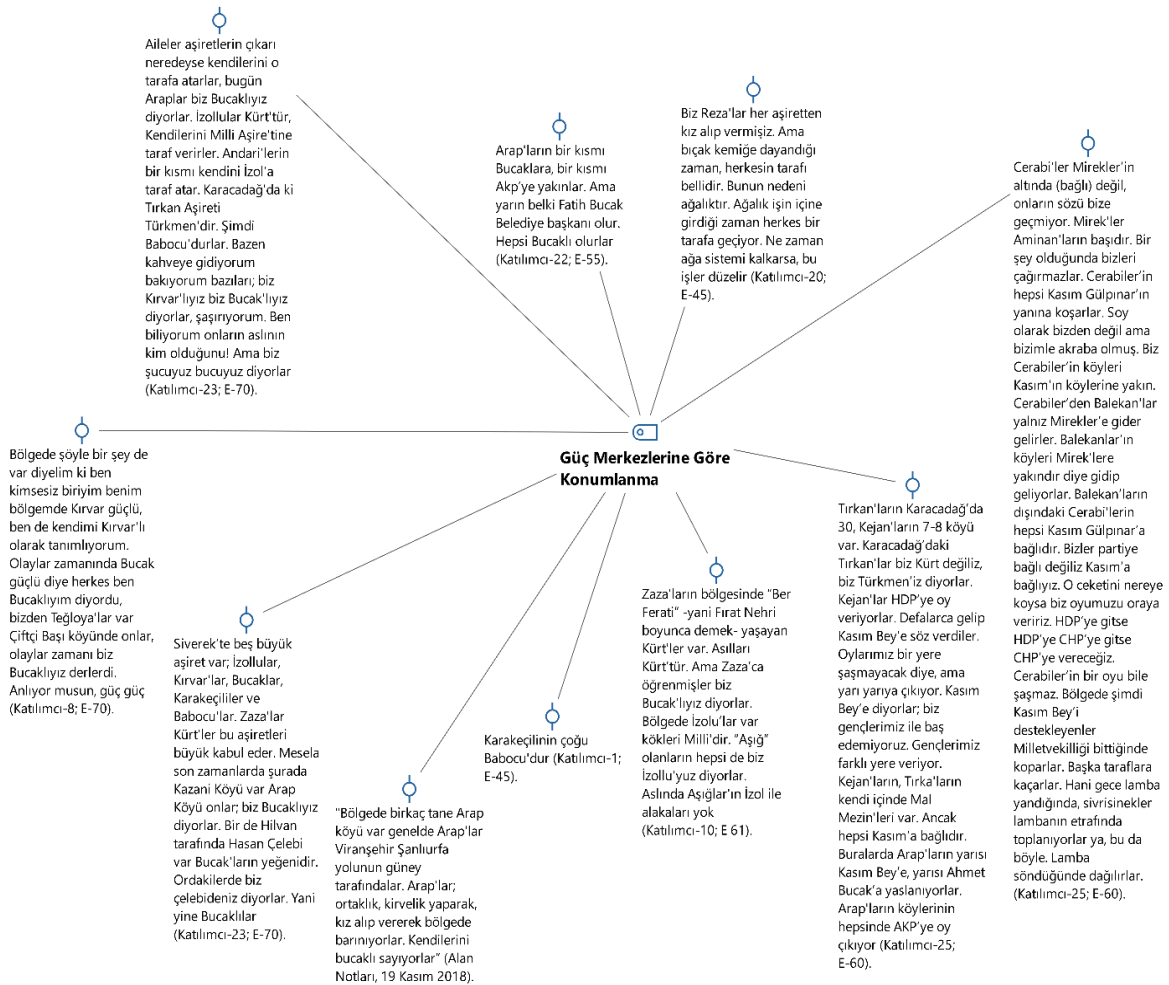 Aileler aşiretlerin çıkarı
neredeyse kendilerini o
tarafa atarlar, bugün
Araplar biz Bucaklıyız
diyorlar. İzollular Kürt'tür,
Kendilerini Milli Aşire'tine
taraf verirler. Andari'lerin
bir kısmı kendini İzol'a
taraf atar. Karacadağ'da ki
Tırkan Aşireti
Türkmen'dir. Şimdi
Babocu'durlar. Bazen
kahveye gidiyorum
bakıyorum bazıları; biz
Kırvar'lıyız biz Bucak'lıyız
diyorlar, şaşırıyorum. Ben
biliyorum onların aslının
kim olduğunu! Ama biz
şucuyuz bucuyuz diyorlar
(Katılımcı-23; E-70).
Arap'ların bir kısmı
Bucaklara, bir kısmı
Akp'ye yakınlar. Ama
yarın belki Fatih Bucak
Belediye başkanı olur.
Hepsi Bucaklı olurlar
(Katılımcı-22; E-55).
Biz Reza'lar her aşiretten
kız alıp vermişiz. Ama
bıçak kemiğe dayandığı
zaman, herkesin tarafı
bellidir. Bunun nedeni
ağalıktır. Ağalık işin içine
girdiği zaman herkes bir
tarafa geçiyor. Ne zaman
ağa sistemi kalkarsa, bu
işler düzelir (Katılımcı-20;
E-45).
Cerabi'ler Mirekler'in
altında (bağlı) değil,
onların sözü bize
geçmiyor. Mirek'ler
Aminan'ların başıdır. Bir
şey olduğunda bizleri
çağırmazlar. Cerabiler'in
hepsi Kasım Gülpınar'ın
yanına koşarlar. Soy
olarak bizden değil ama
bizimle akraba olmuş. Biz
Cerabiler'in köyleri
Kasım'ın köylerine yakın.
Cerabiler'den Balekan'lar
yalnız Mirekler'e gider
gelirler. Balekanlar'ın
köyleri Mirek'lere
yakındır diye gidip
geliyorlar. Balekan'ların
dışındaki Cerabi'lerin
hepsi Kasım Gülpınar'a
bağlıdır. Bizler partiye
bağlı değiliz Kasım'a
bağlıyız. O ceketini nereye
koysa biz oyumuzu oraya
veririz. HDP'ye gitse
HDP'ye CHP'ye gitse
CHP'ye vereceğiz.
Cerabiler'in bir oyu bile
şaşmaz. Bölgede şimdi
Kasım Bey'i
destekleyenler
Milletvekilliği bittiğinde
koparlar. Başka taraflara
kaçarlar. Hani gece lamba
yandığında, sivrisinekler
lambanın etrafında
toplanıyorlar ya, bu da
böyle. Lamba
söndüğünde dağılırlar.
(Katılımcı-25; E-60).
Güç Merkezlerine Göre
Konumlanma
Bölgede şöyle bir şey de
var diyelim ki ben
kimsesiz biriyim benim
bölgemde Kırvar güçlü,
ben de kendimi Kırvar'lı
olarak tanımlıyorum.
Olaylar zamanında Bucak
güçlü diye herkes ben
Bucaklıyım diyordu,
bizden Teğloya'lar var
Çiftçi Başı köyünde onlar,
olaylar zamanı biz
Bucaklıyız derlerdi.
Anlıyor musun, güç güç
(Katılımcı-8; E-70).
Siverek'te beş büyük
aşiret var; İzollular,
Kırvar'lar, Bucaklar,
Karakeçililer ve
Babocu'lar. Zaza'lar
Kürt'ler bu aşiretleri
büyük kabul eder. Mesela
son zamanlarda şurada
Kazani Köyü var Arap
Köyü onlar; biz Bucaklıyız
diyorlar. Bir de Hilvan
tarafında Hasan Çelebi
var Bucak'ların yeğenidir.
Ordakilerde biz
çelebideniz diyorlar. Yani
yine Bucaklılar
(Katılımcı-23; E-70).
"Bölgede birkaç tane Arap
köyü var genelde Arap'lar
Viranşehir Şanlıurfa
yolunun güney
tarafındalar. Arap'lar;
ortaklık, kirvelik yaparak,
kız alıp vererek bölgede
barınıyorlar. Kendilerini
bucaklı sayıyorlar" (Alan
Notları, 19 Kasım 2018).
Karakeçilinin çoğu
Babocu'dur (Katılımcı-1;
E-45).
Zaza'ların bölgesinde "Ber
Ferati" -yani Fırat Nehri
boyunca demek- yaşayan
Kürt'ler var. Asılları
Kürt'tür. Ama Zaza'ca
öğrenmişler biz
Bucak'lıyız diyorlar.
Bölgede İzolu'lar var
kökleri Milli'dir. "Aşığ"
olanların hepsi de biz
İzollu'yuz diyorlar.
Aslında Aşığlar'ın İzol ile
alakaları yok
(Katılımcı-10; E 61).
Tırkan'ların Karacadağ'da
30, Kejan'ların 7-8 köyü
var. Karacadağ'daki
Tırkan'lar biz Kürt değiliz,
biz Türkmen'iz diyorlar.
Kejan'lar HDP'ye oy
veriyorlar. Defalarca gelip
Kasım Bey'e söz verdiler.
Oylarımız bir yere
şaşmayacak diye, ama
yarı yarıya çıkıyor. Kasım
Bey'e diyorlar; biz
gençlerimiz ile baş
edemiyoruz. Gençlerimiz
farklı yere veriyor.
Kejan'ların, Tırka'ların
kendi içinde Mal
Mezin'leri var. Ancak
hepsi Kasım'a bağlıdır.
Buralarda Arap'ların yarısı
Kasım Bey'e, yarısı Ahmet
Bucak'a yaslanıyorlar.
Arap'ların köylerinin
hepsinde AKP'ye oy
çıkıyor (Katılımcı-25;
E-60).